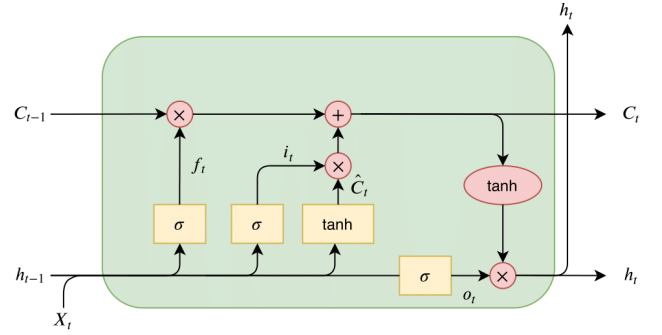 h_t
C_{t-1}
×
+
C_t
f_t
i_t
×
Ĉ_t
tanh
σ
σ
tanh
h_{t-1}
σ
o_t
×
h_t
X_t